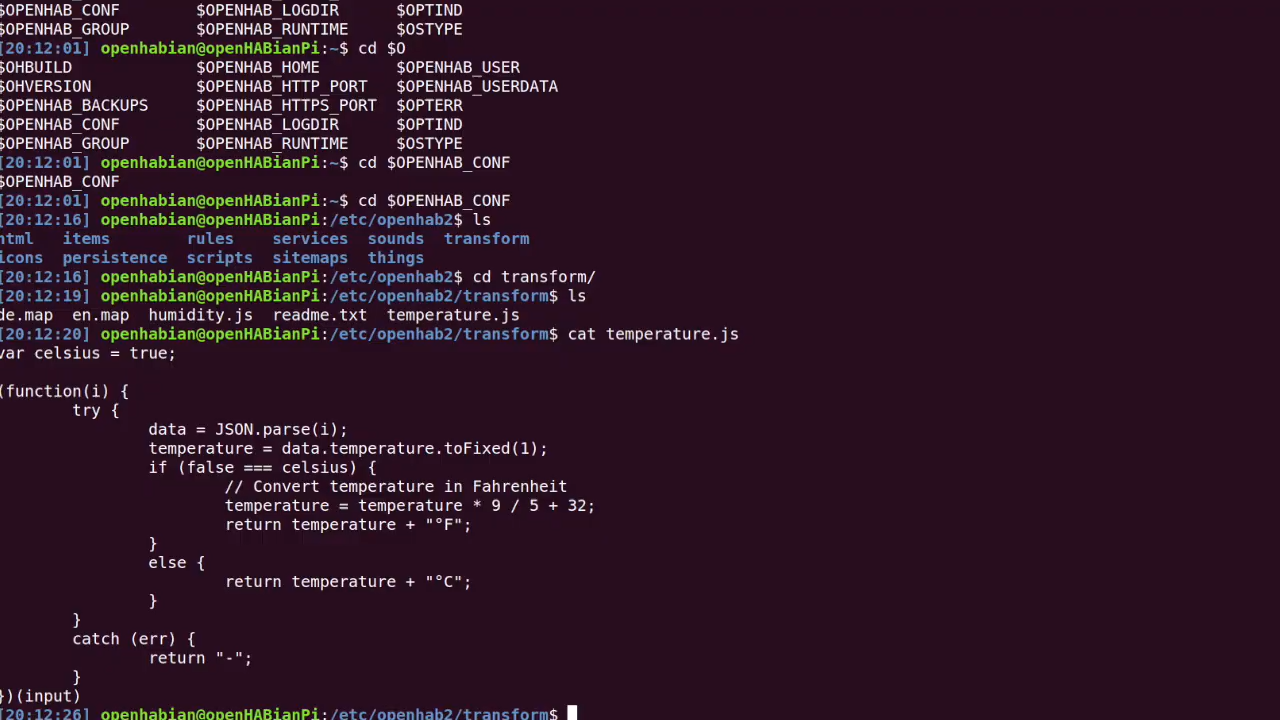 $OPENHAB_CONF $OPENHAB_LOGDIR $OPTIND
$OPENHAB_GROUP $OPENHAB_RUNTIME $OSTYPE
[20:12:01] openhabian@openHABianPi:~$ cd $O
$OHBUILD $OPENHAB_HOME $OPENHAB_USER
$OHVERSION $OPENHAB_HTTP_PORT $OPENHAB_USERDATA
$OPENHAB_BACKUPS $OPENHAB_HTTPS_PORT $OPTERR
$OPENHAB_CONF $OPENHAB_LOGDIR $OPTIND
$OPENHAB_GROUP $OPENHAB_RUNTIME $OSTYPE
[20:12:01] openhabian@openHABianPi:~$ cd $OPENHAB_CONF
$OPENHAB_CONF
[20:12:01] openhabian@openHABianPi:~$ cd $OPENHAB_CONF
[20:12:16] openhabian@openHABianPi:/etc/openhab2$ ls
html items rules services sounds transform
icons persistence scripts sitemaps things
[20:12:16] openhabian@openHABianPi:/etc/openhab2$ cd transform/
[20:12:19] openhabian@openHABianPi:/etc/openhab2/transform$ ls
de.map en.map humidity.js readme.txt temperature.js
[20:12:20] openhabian@openHABianPi:/etc/openhab2/transform$ cat temperature.js
var celsius = true;
(function(i) {
try {
data = JSON.parse(i);
temperature = data.temperature.toFixed(1);
if (false === celsius) {
// Convert temperature in Fahrenheit
temperature = temperature * 9 / 5 + 32;
return temperature + "°F";
}
else {
return temperature + "°C";
}
}
catch (err) {
return "-";
}
})(input)
[20:12:26] openhabian@openHABianPi:/etc/openhab2/transform$